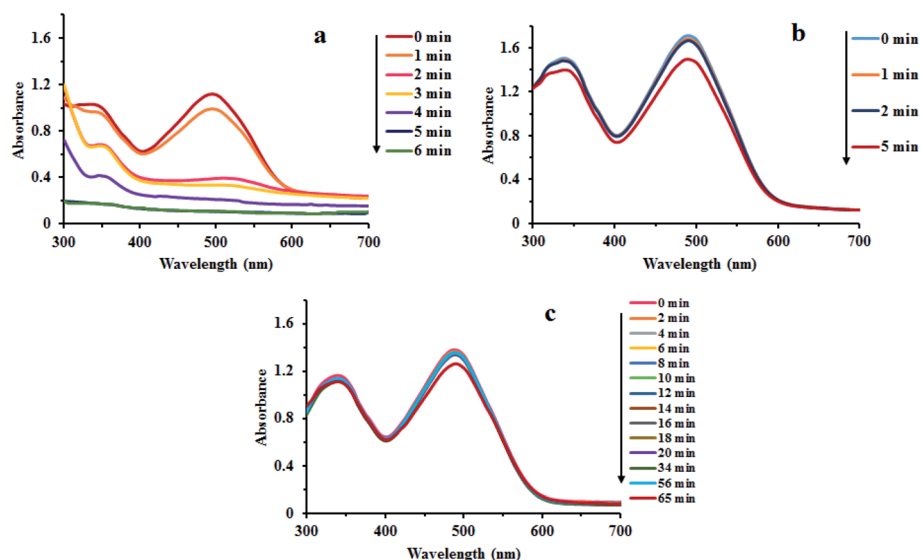 a
0 min
1 min
2 min
3 min
4 min
5 min
6 min
1.6
1.2
0.8
0.4
0
300 400 500 600 700
Absorbance
Wavelength (nm)
b
0 min
1 min
2 min
5 min
1.6
1.2
0.8
0.4
0
300 400 500 600 700
Absorbance
Wavelength (nm)
c
0 min
2 min
4 min
6 min
8 min
10 min
12 min
14 min
16 min
18 min
20 min
34 min
56 min
65 min
1.6
1.2
0.8
0.4
0
300 400 500 600 700
Absorbance
Wavelength (nm)